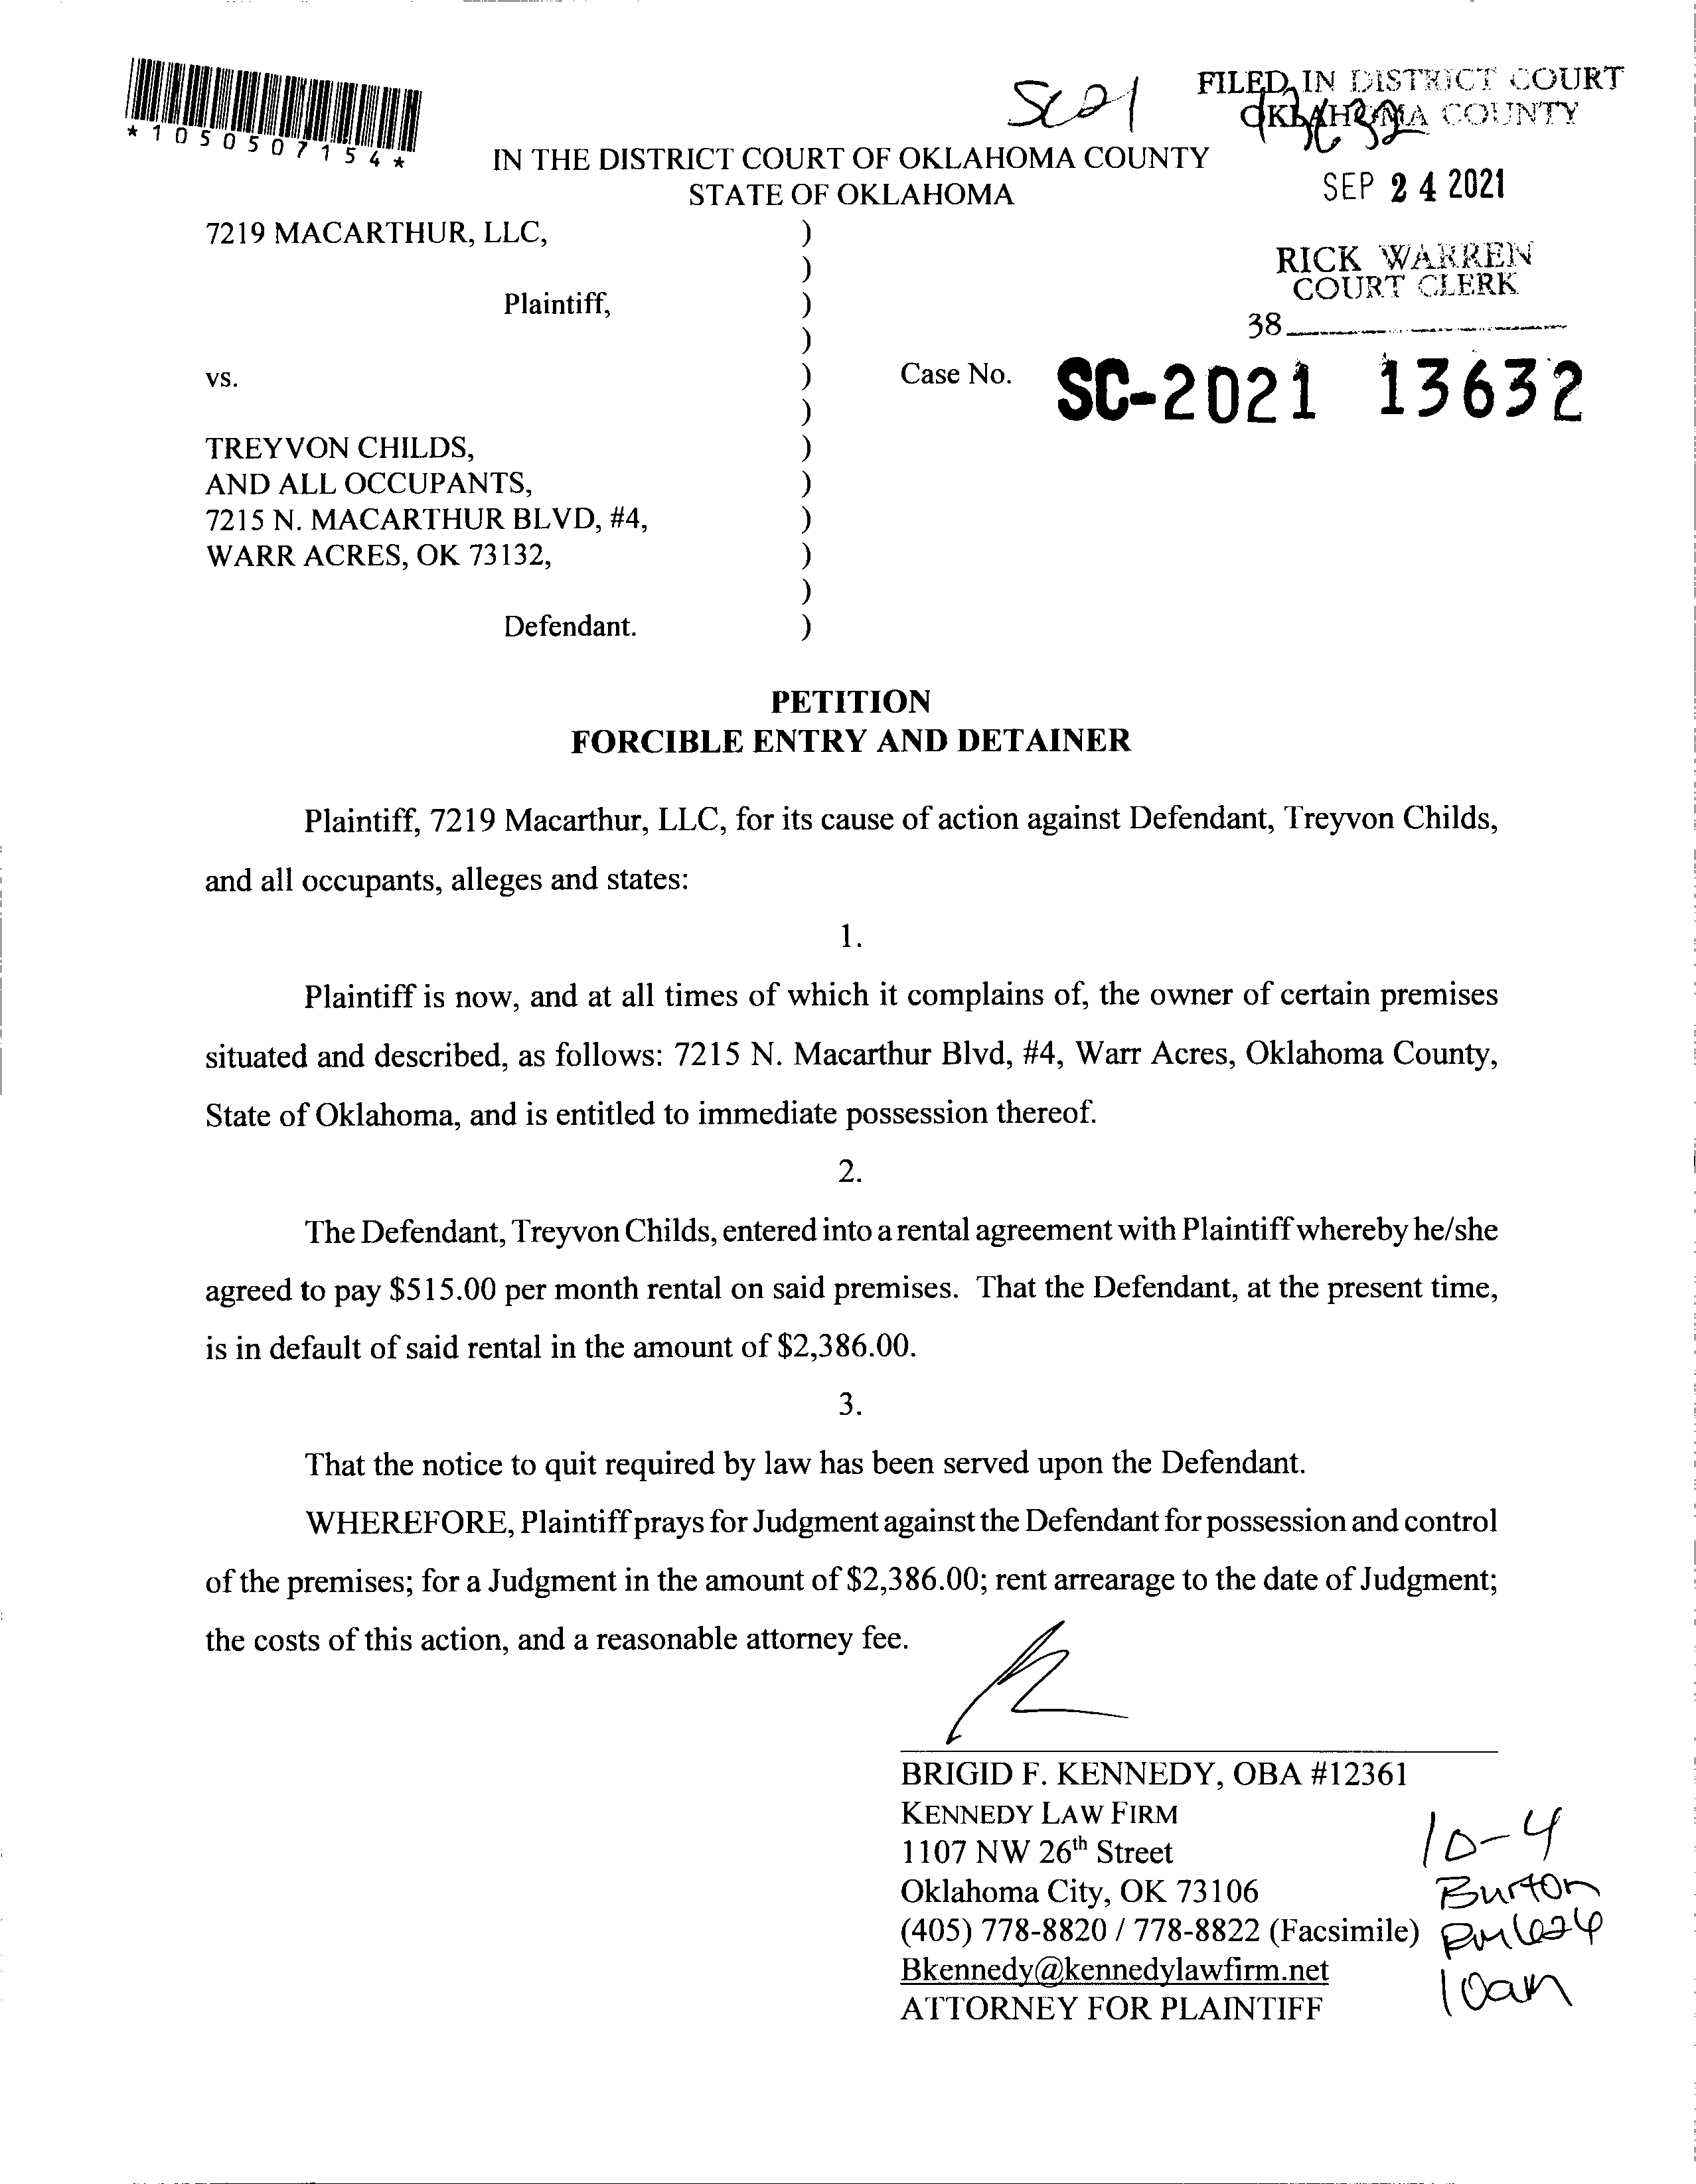 *1050507154*
SC21
FILED IN DISTRICT COURT
OKLAHOMA COUNTY
IN THE DISTRICT COURT OF OKLAHOMA COUNTY
STATE OF OKLAHOMA
SEP 24 2021
7219 MACARTHUR, LLC, )
)
RICK WARREN
COURT CLERK
Plaintiff, )
38
)
vs. ) Case No. SC-2021 13632
)
TREYVON CHILDS, )
AND ALL OCCUPANTS, )
7215 N. MACARTHUR BLVD, #4, )
WARR ACRES, OK 73132, )
)
Defendant. )
PETITION
FORCIBLE ENTRY AND DETAINER
Plaintiff, 7219 Macarthur, LLC, for its cause of action against Defendant, Treyvon Childs,
and all occupants, alleges and states:
1.
Plaintiff is now, and at all times of which it complains of, the owner of certain premises
situated and described, as follows: 7215 N. Macarthur Blvd, #4, Warr Acres, Oklahoma County,
State of Oklahoma, and is entitled to immediate possession thereof.
2.
The Defendant, Treyvon Childs, entered into a rental agreement with Plaintiff whereby he/she
agreed to pay $515.00 per month rental on said premises. That the Defendant, at the present time,
is in default of said rental in the amount of $2,386.00.
3.
That the notice to quit required by law has been served upon the Defendant.
WHEREFORE, Plaintiff prays for Judgment against the Defendant for possession and control
of the premises; for a Judgment in the amount of $2,386.00; rent arrearage to the date of Judgment;
the costs of this action, and a reasonable attorney fee.
BRIGID F. KENNEDY, OBA #12361
KENNEDY LAW FIRM
1107 NW 26th Street
Oklahoma City, OK 73106
(405) 778-8820 / 778-8822 (Facsimile)
Bkennedy@kennedylawfirm.net
ATTORNEY FOR PLAINTIFF
10-4
Burton
10am